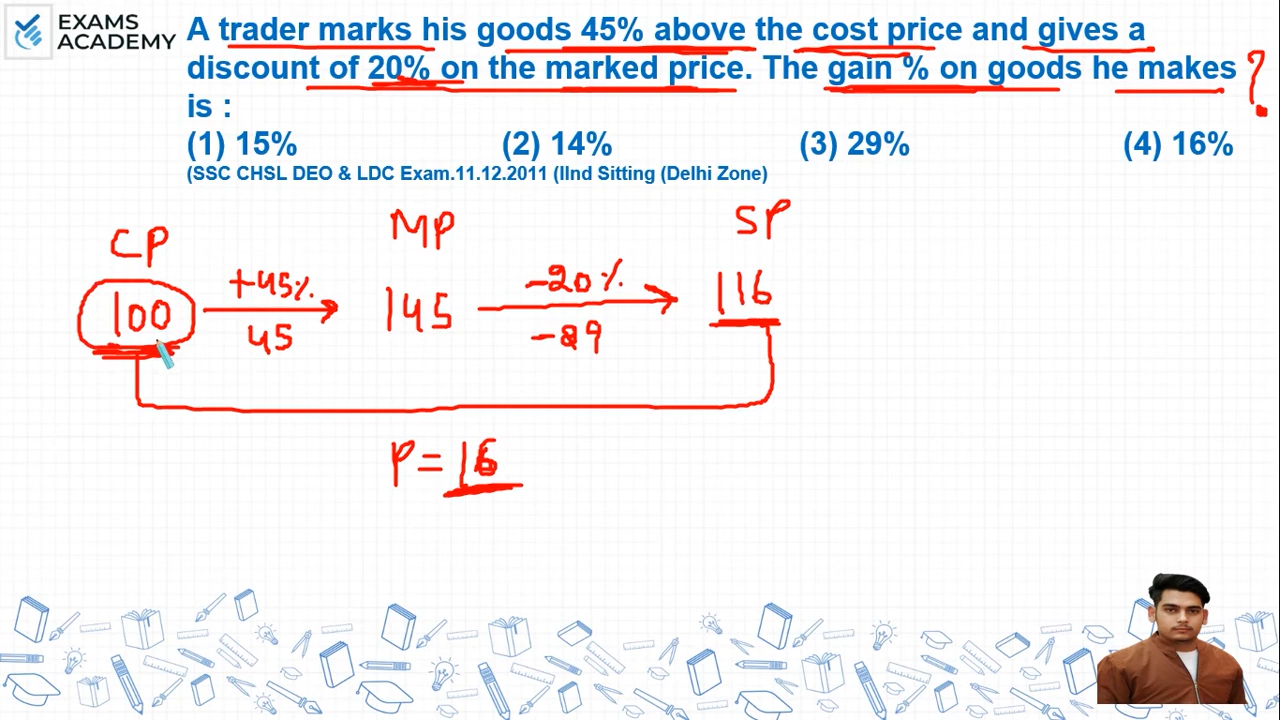 EXAMS
ACADEMY
A trader marks his goods 45% above the cost price and gives a
discount of 20% on the marked price. The gain % on goods he makes ?
is :
(1) 15% (2) 14% (3) 29% (4) 16%
(SSC CHSL DEO & LDC Exam.11.12.2011 (IInd Sitting (Delhi Zone)
CP MP SP
100 +45% 145 -20% 116
45 -29
P = 16